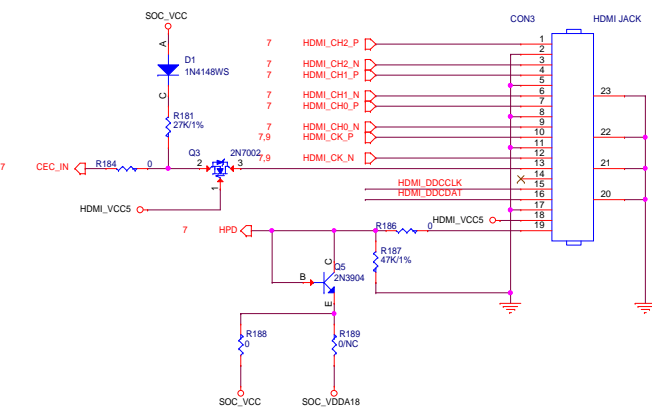 SOC_VCC
A
D1
1N4148WS
C
R181
27K/1%
Q3
2N7002
7 CEC_IN
R184 0
2
3
1
HDMI_VCC5
CON3
HDMI JACK
7 HDMI_CH2_P
7 HDMI_CH2_N
7 HDMI_CH1_P
7 HDMI_CH1_N
7 HDMI_CH0_P
7 HDMI_CH0_N
7,9 HDMI_CK_P
7,9 HDMI_CK_N
HDMI_DDCCLK
HDMI_DDCDAT
HDMI_VCC5
1
2
3
4
5
6
7
8
9
10
11
12
13
14
15
16
17
18
19
23
22
21
20
7 HPD
R186 0
R187
47K/1%
C
B
Q5
2N3904
E
R188
0
R189
0/NC
SOC_VCC
SOC_VDDA18